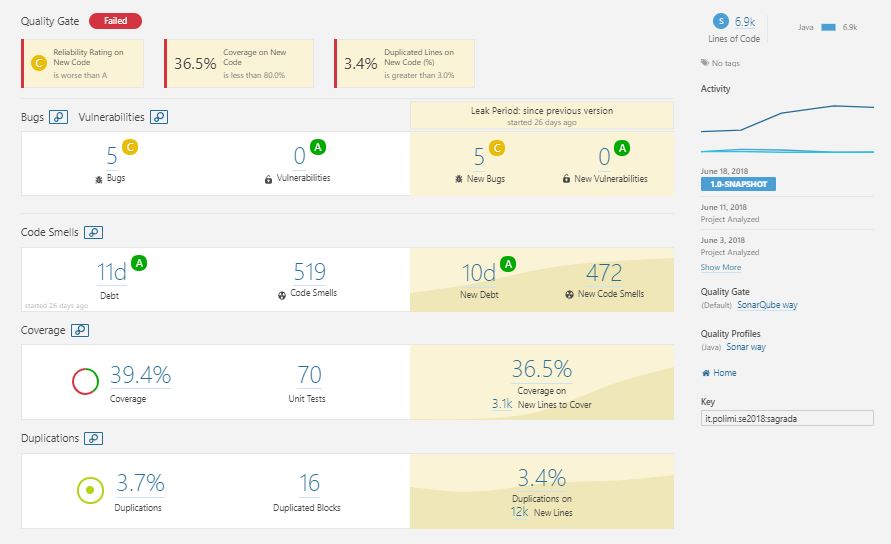 Quality Gate Failed
C Reliability Rating on
New Code
is worse than A
36.5% Coverage on New
Code
is less than 80.0%
3.4% Duplicated Lines on
New Code (%)
is greater than 3.0%
Bugs Vulnerabilities
Leak Period: since previous version
started 26 days ago
5 C
Bugs
0 A
Vulnerabilities
5 C
New Bugs
0 A
New Vulnerabilities
Code Smells
11d A
Debt
started 26 days ago
519
Code Smells
10d A
New Debt
472
New Code Smells
Coverage
39.4%
Coverage
70
Unit Tests
36.5%
Coverage on
3.1k New Lines to Cover
Duplications
3.7%
Duplications
16
Duplicated Blocks
3.4%
Duplications on
12k New Lines
S 6.9k
Lines of Code
Java 6.9k
No tags
Activity
June 18, 2018
1.0-SNAPSHOT
June 11, 2018
Project Analyzed
June 3, 2018
Project Analyzed
Show More
Quality Gate
(Default) SonarQube way
Quality Profiles
(Java) Sonar way
Home
Key
it.polimi.se2018:sagrada